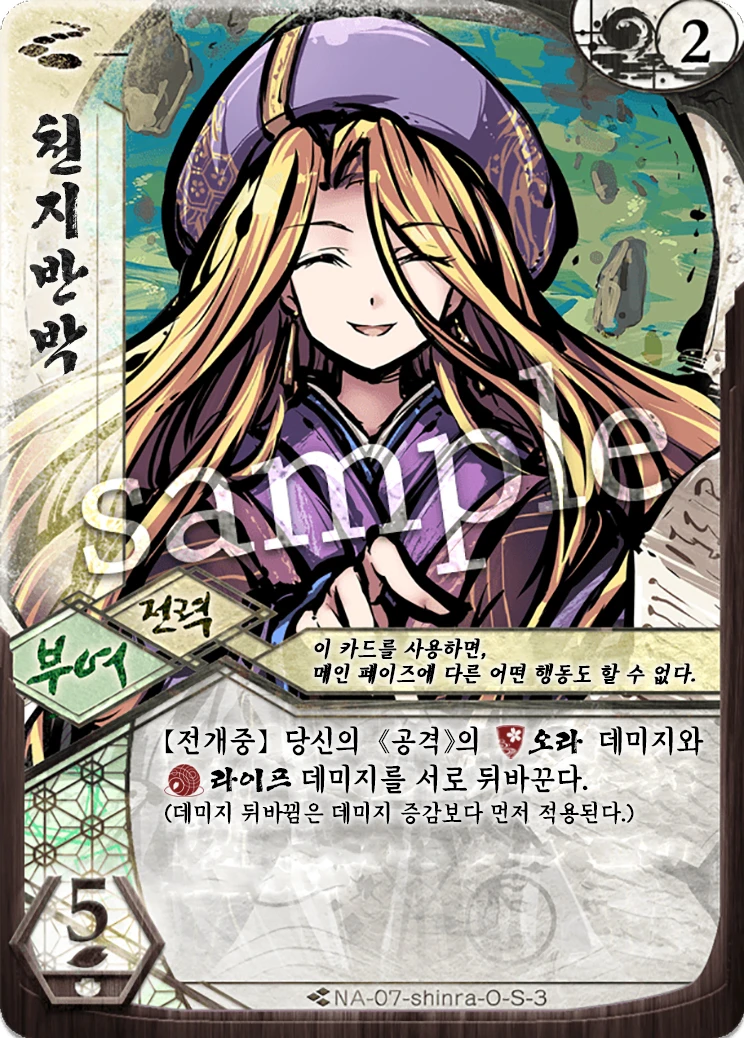 2
천지반박
sample
전력
부여
이 카드를 사용하면,
메인 페이즈에 다른 어떤 행동도 할 수 없다.
【전개중】 당신의 《공격》의 오라 데미지와
라이프 데미지를 서로 뒤바꾼다.
(데미지 뒤바뀜은 데미지 증감보다 먼저 적용된다.)
5
NA-07-shinra-O-S-3